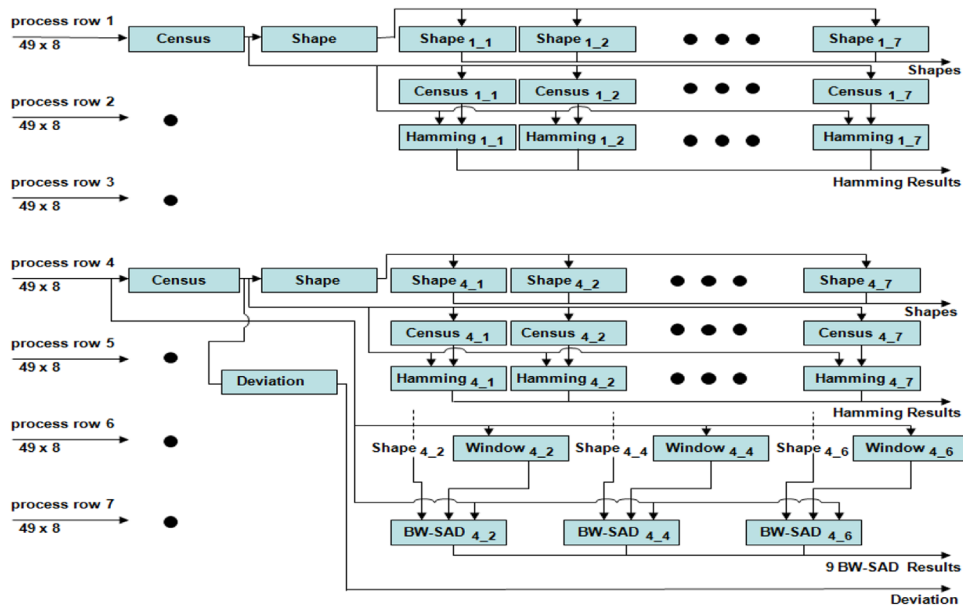 process row 1
49 x 8
Census
Shape
Shape 1_1
Shape 1_2
Shape 1_7
Shapes
process row 2
49 x 8
Census 1_1
Census 1_2
Census 1_7
Hamming 1_1
Hamming 1_2
Hamming 1_7
process row 3
49 x 8
Hamming Results
process row 4
49 x 8
Census
Shape
Shape 4_1
Shape 4_2
Shape 4_7
Shapes
process row 5
49 x 8
Census 4_1
Census 4_2
Census 4_7
Deviation
Hamming 4_1
Hamming 4_2
Hamming 4_7
Hamming Results
process row 6
49 x 8
Shape 4_2
Window 4_2
Shape 4_4
Window 4_4
Shape 4_6
Window 4_6
process row 7
49 x 8
BW-SAD 4_2
BW-SAD 4_4
BW-SAD 4_6
9 BW-SAD Results
Deviation